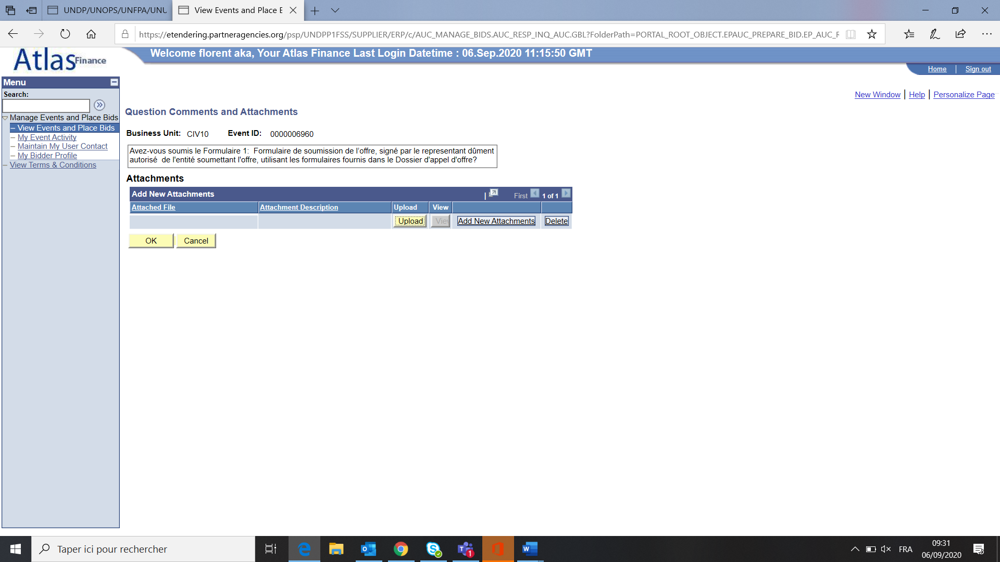 UNDP/UNOPS/UNFPA/UNU
View Events and Place E
https://etendering.partneragencies.org/psp/UNDPP1FSS/SUPPLIER/ERP/c/AUC_MANAGE_BIDS.AUC_RESP_INQ_AUC.GBL?FolderPath=PORTAL_ROOT_OBJECT.EPAUC_PREPARE_BID.EP_AUC_R
Atlas Finance
Welcome florent aka, Your Atlas Finance Last Login Datetime : 06.Sep.2020 11:15:50 GMT
Home Sign out
Menu
Search:
Manage Events and Place Bids
– View Events and Place Bids
– My Event Activity
– Maintain My User Contact
– My Bidder Profile
– View Terms & Conditions
New Window | Help | Personalize Page
Question Comments and Attachments
Business Unit: CIV10 Event ID: 0000006960
Avez-vous soumis le Formulaire 1:  Formulaire de soumission de l’offre, signé par le representant dûment
autorisé  de l'entité soumettant l'offre, utilisant les formulaires fournis dans le Dossier d'appel d'offre?
Attachments
Add New Attachments | First 1 of 1
Attached File Attachment Description Upload View
Upload View Add New Attachments Delete
OK Cancel
Taper ici pour rechercher
1
FRA
09:31
06/09/2020